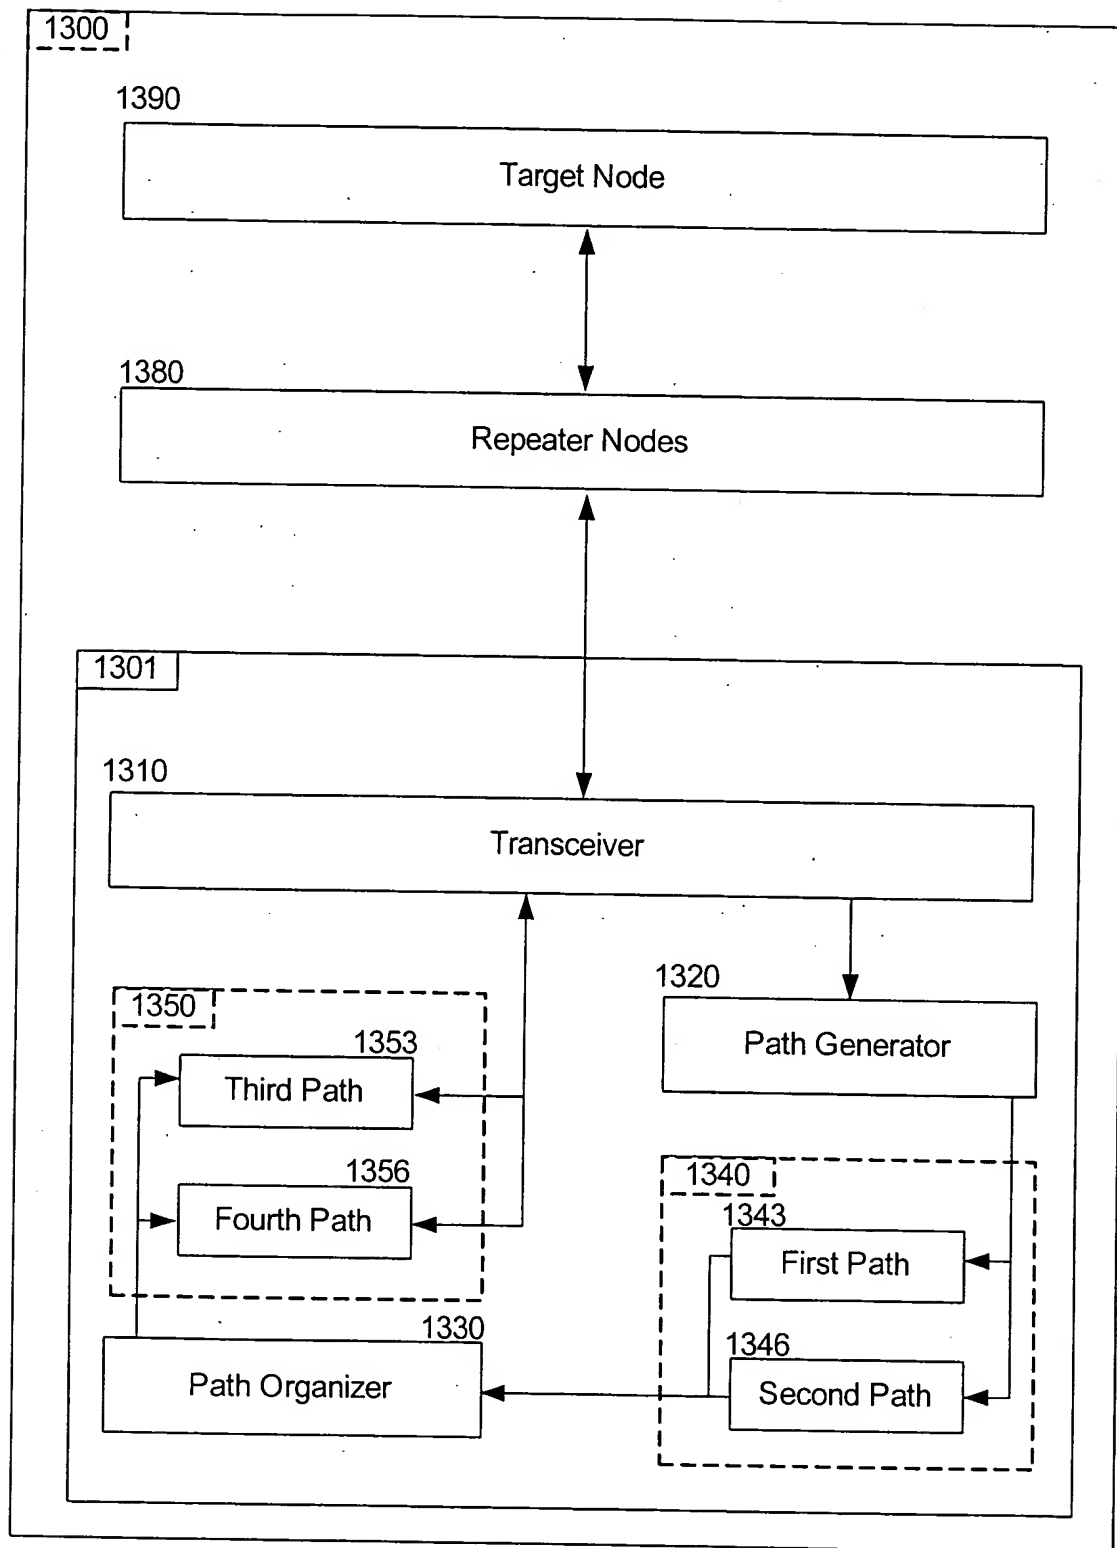 1300
1390
Target Node
1380
Repeater Nodes
1301
1310
Transceiver
1320
Path Generator
1350
1353
Third Path
1356
Fourth Path
1340
1343
First Path
1330
Path Organizer
1346
Second Path